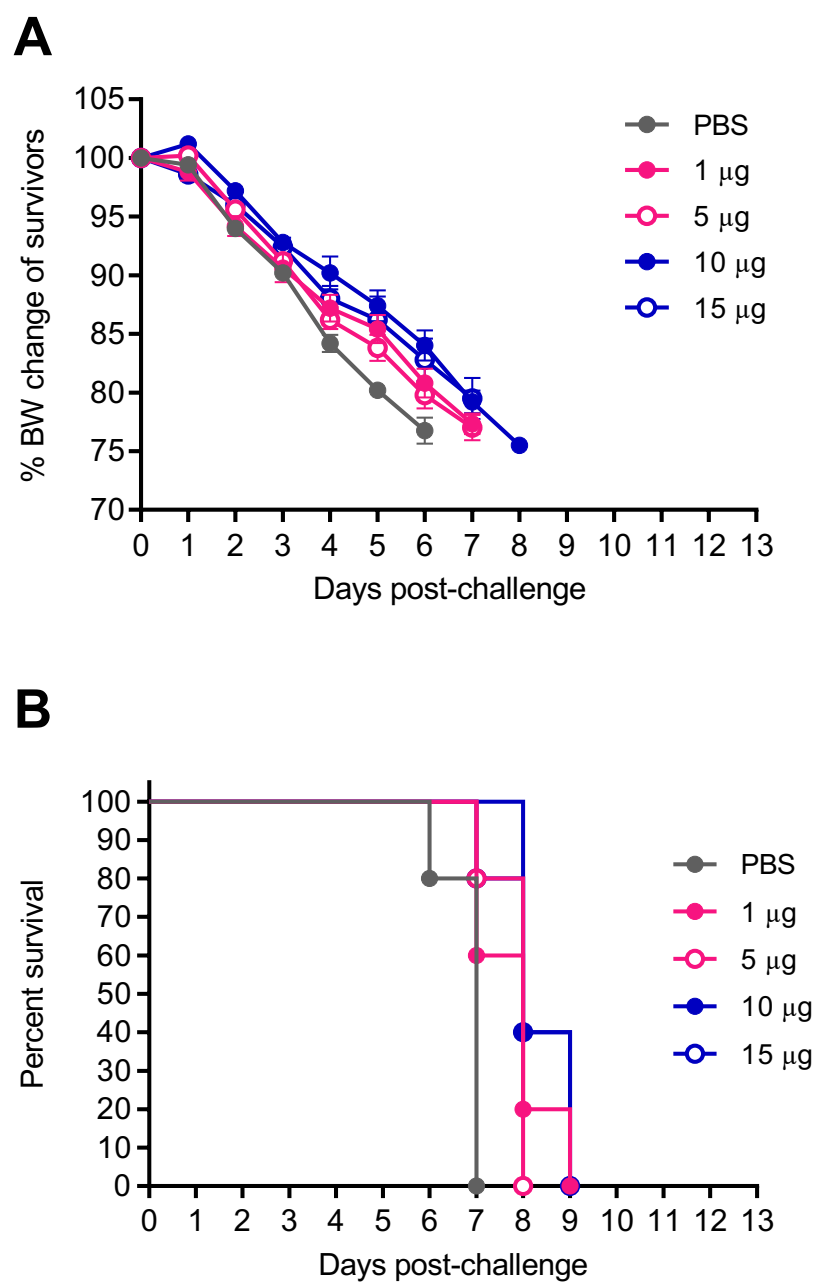 A
% BW change of survivors
105
100
95
90
85
80
75
70
0 1 2 3 4 5 6 7 8 9 10 11 12 13
Days post-challenge
PBS
1 μg
5 μg
10 μg
15 μg
B
Percent survival
100
90
80
70
60
50
40
30
20
10
0
0 1 2 3 4 5 6 7 8 9 10 11 12 13
Days post-challenge
PBS
1 μg
5 μg
10 μg
15 μg